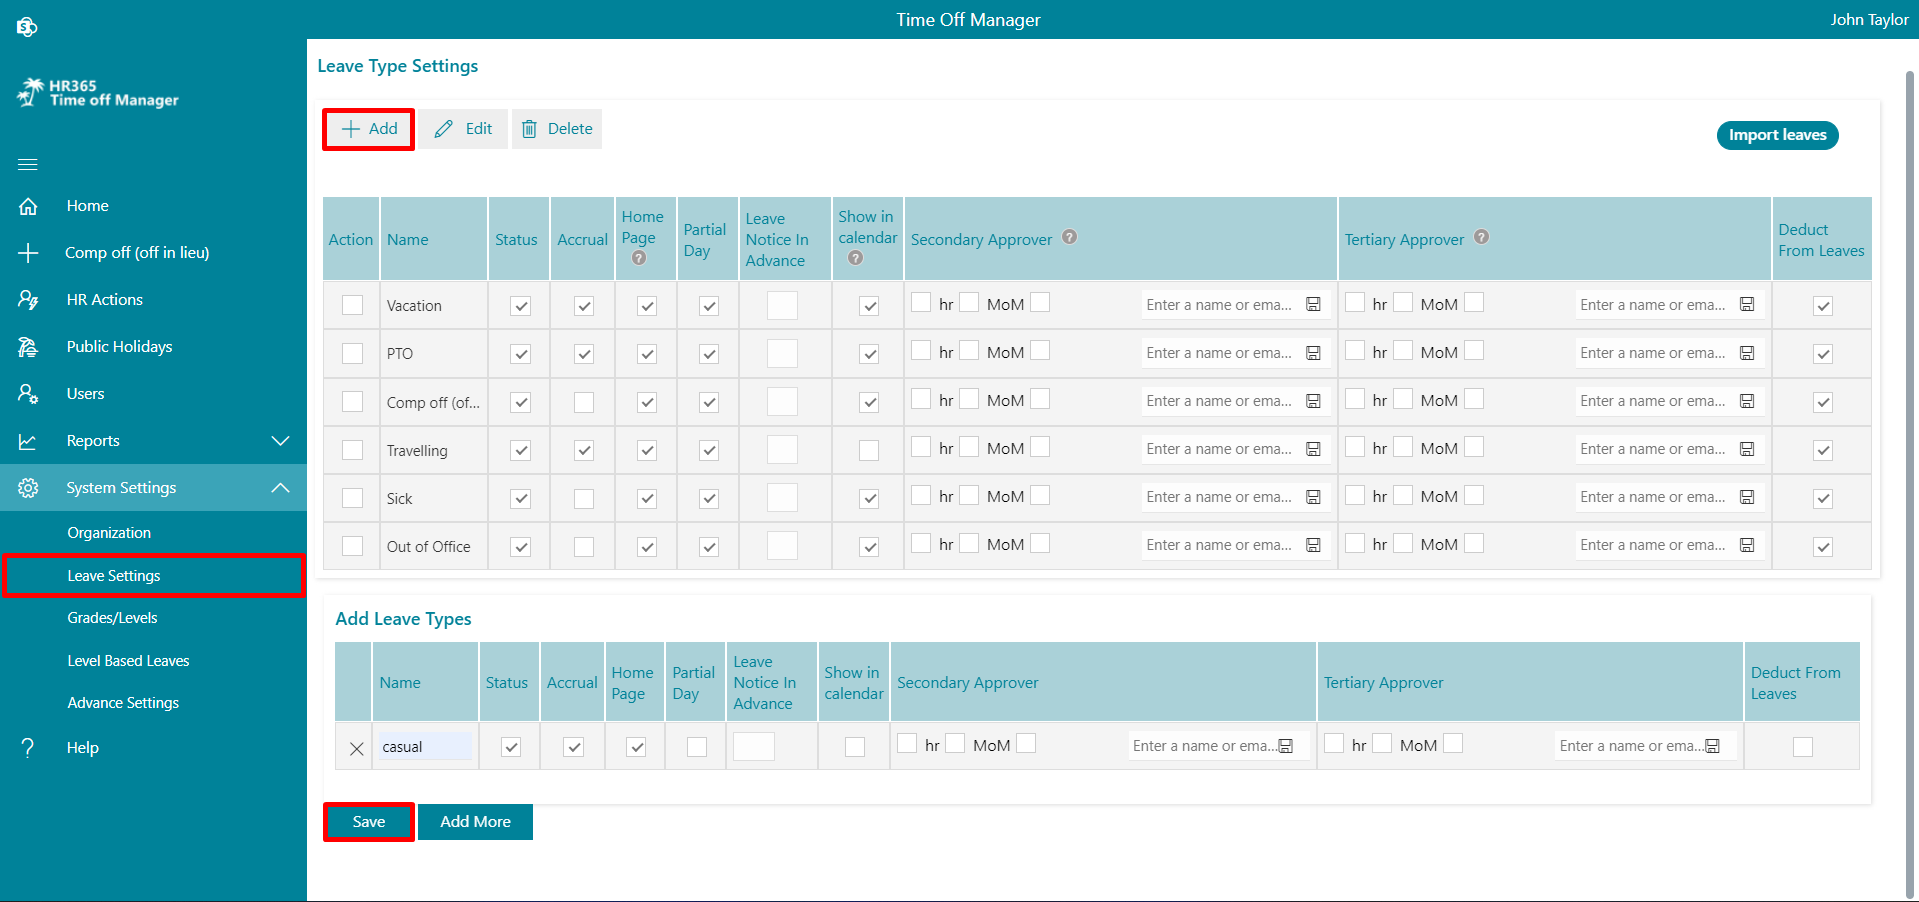 Time Off Manager
John Taylor
HR365
Time off Manager
Home
Comp off (off in lieu)
HR Actions
Public Holidays
Users
Reports
System Settings
Organization
Leave Settings
Grades/Levels
Level Based Leaves
Advance Settings
Help
Leave Type Settings
Add Edit Delete
Import leaves
Action Name Status Accrual Home Page ? Partial Day Leave Notice In Advance Show in calendar ? Secondary Approver ? Tertiary Approver ? Deduct From Leaves
Vacation hr MoM Enter a name or ema... hr MoM Enter a name or ema...
PTO hr MoM Enter a name or ema... hr MoM Enter a name or ema...
Comp off (of... hr MoM Enter a name or ema... hr MoM Enter a name or ema...
Travelling hr MoM Enter a name or ema... hr MoM Enter a name or ema...
Sick hr MoM Enter a name or ema... hr MoM Enter a name or ema...
Out of Office hr MoM Enter a name or ema... hr MoM Enter a name or ema...
Add Leave Types
Name Status Accrual Home Page Partial Day Leave Notice In Advance Show in calendar Secondary Approver Tertiary Approver Deduct From Leaves
casual hr MoM Enter a name or ema... hr MoM Enter a name or ema...
Save Add More